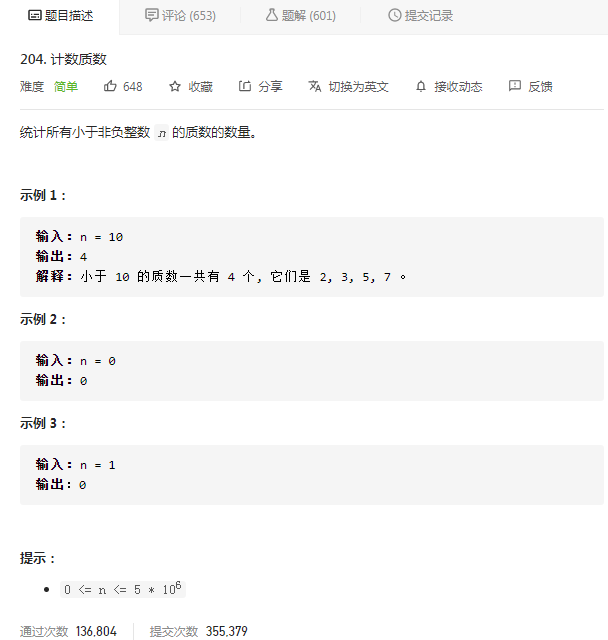 题目描述 评论 (653) 题解 (601) 提交记录
204. 计数质数
难度 简单 648 收藏 分享 切换为英文 接收动态 反馈
统计所有小于非负整数 n 的质数的数量。
示例 1：
输入：n = 10
输出：4
解释：小于 10 的质数一共有 4 个, 它们是 2, 3, 5, 7 。
示例 2：
输入：n = 0
输出：0
示例 3：
输入：n = 1
输出：0
提示：
• 0 <= n <= 5 * 10⁶
通过次数 136,804 提交次数 355,379